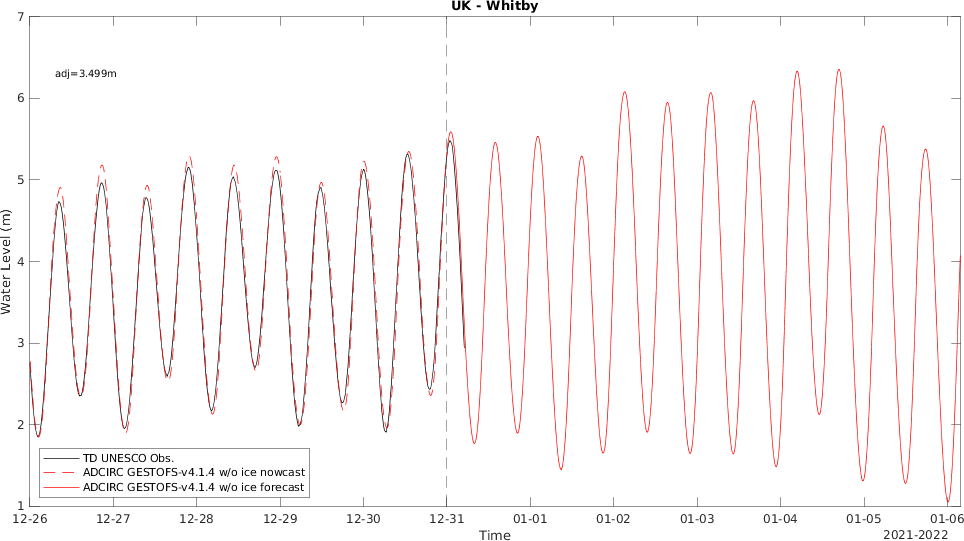 UK - Whitby
7
adj=3.499m
6
5
4
3
2
1
Water Level (m)
TD UNESCO Obs.
ADCIRC GESTOFS-v4.1.4 w/o ice nowcast
ADCIRC GESTOFS-v4.1.4 w/o ice forecast
12-26 12-27 12-28 12-29 12-30 12-31 01-01 01-02 01-03 01-04 01-05 01-06
Time
2021-2022